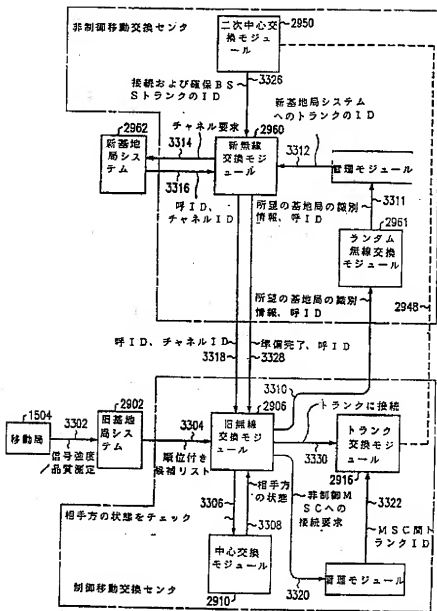 非制御移動交換センタ
二次中心交
換モジュー
ル
2950
接続および確保BS
SトランクのID
3326
新基地局システム
へのトランクのID
2962
チャネル要求
3314
2960
3312
新基地
局シス
テム
新無線
交換モジ
ュール
管理モジュール
3316
呼ID、
チャネルID
所望の基地局の識別
情報、呼ID
3311
2961
ランダム
無線交換
モジュー
ル
2948
所望の基地局の識別
情報、呼ID
呼ID、チャネルID
3318
準備完了、呼ID
3328
3310
1504
3302
2902
3304
2906
トランクに接続
移動局
信号強度
/品質測定
旧基地
局シス
テム
順位付き
候補リスト
旧無線
交換モジ
ュール
3330
トランク
交換モジ
ュール
2916
相手方
の状態
3306
3308
非制御M
SCへの
接続要求
3322
相手方の状態をチェック
MSC間ト
ランクID
中心交換
モジュール
3320
管理モジュール
2910
制御移動交換センタ